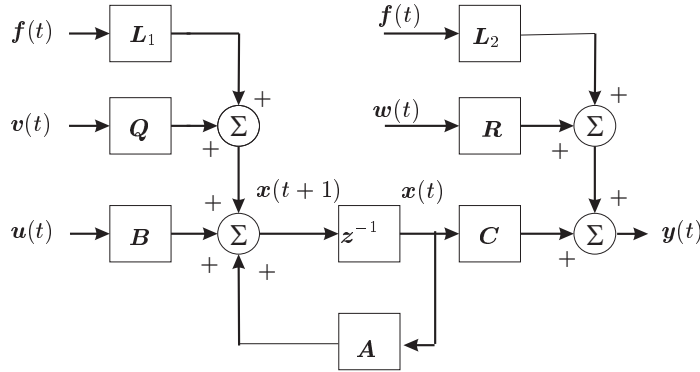 f(t) L₁ f(t) L₂
+ +
v(t) Q Σ w(t) R Σ
+ +
x(t + 1) x(t)
+ +
u(t) B Σ z⁻¹ C Σ y(t)
+ + +
A